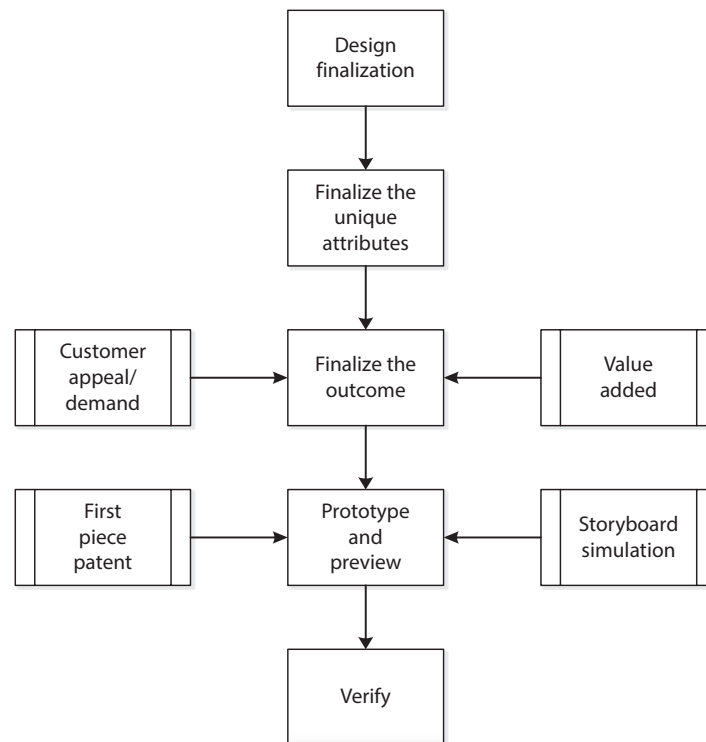 Design
finalization
Finalize the
unique
attributes
Customer
appeal/
demand
Finalize the
outcome
Value
added
First
piece
patent
Prototype
and
preview
Storyboard
simulation
Verify